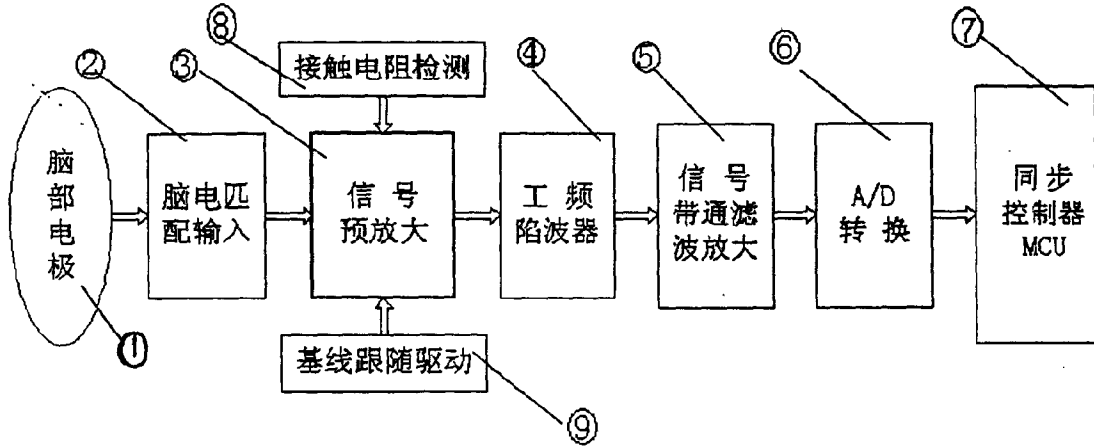 ⑧
接触电阻检测
②
③
④
⑤
⑥
⑦
脑
部
电
极
脑电匹
配输入
信号
预放大
工频
陷波器
信号
带通滤
波放大
A/D
转换
同步
控制器
MCU
①
基线跟随驱动
⑨